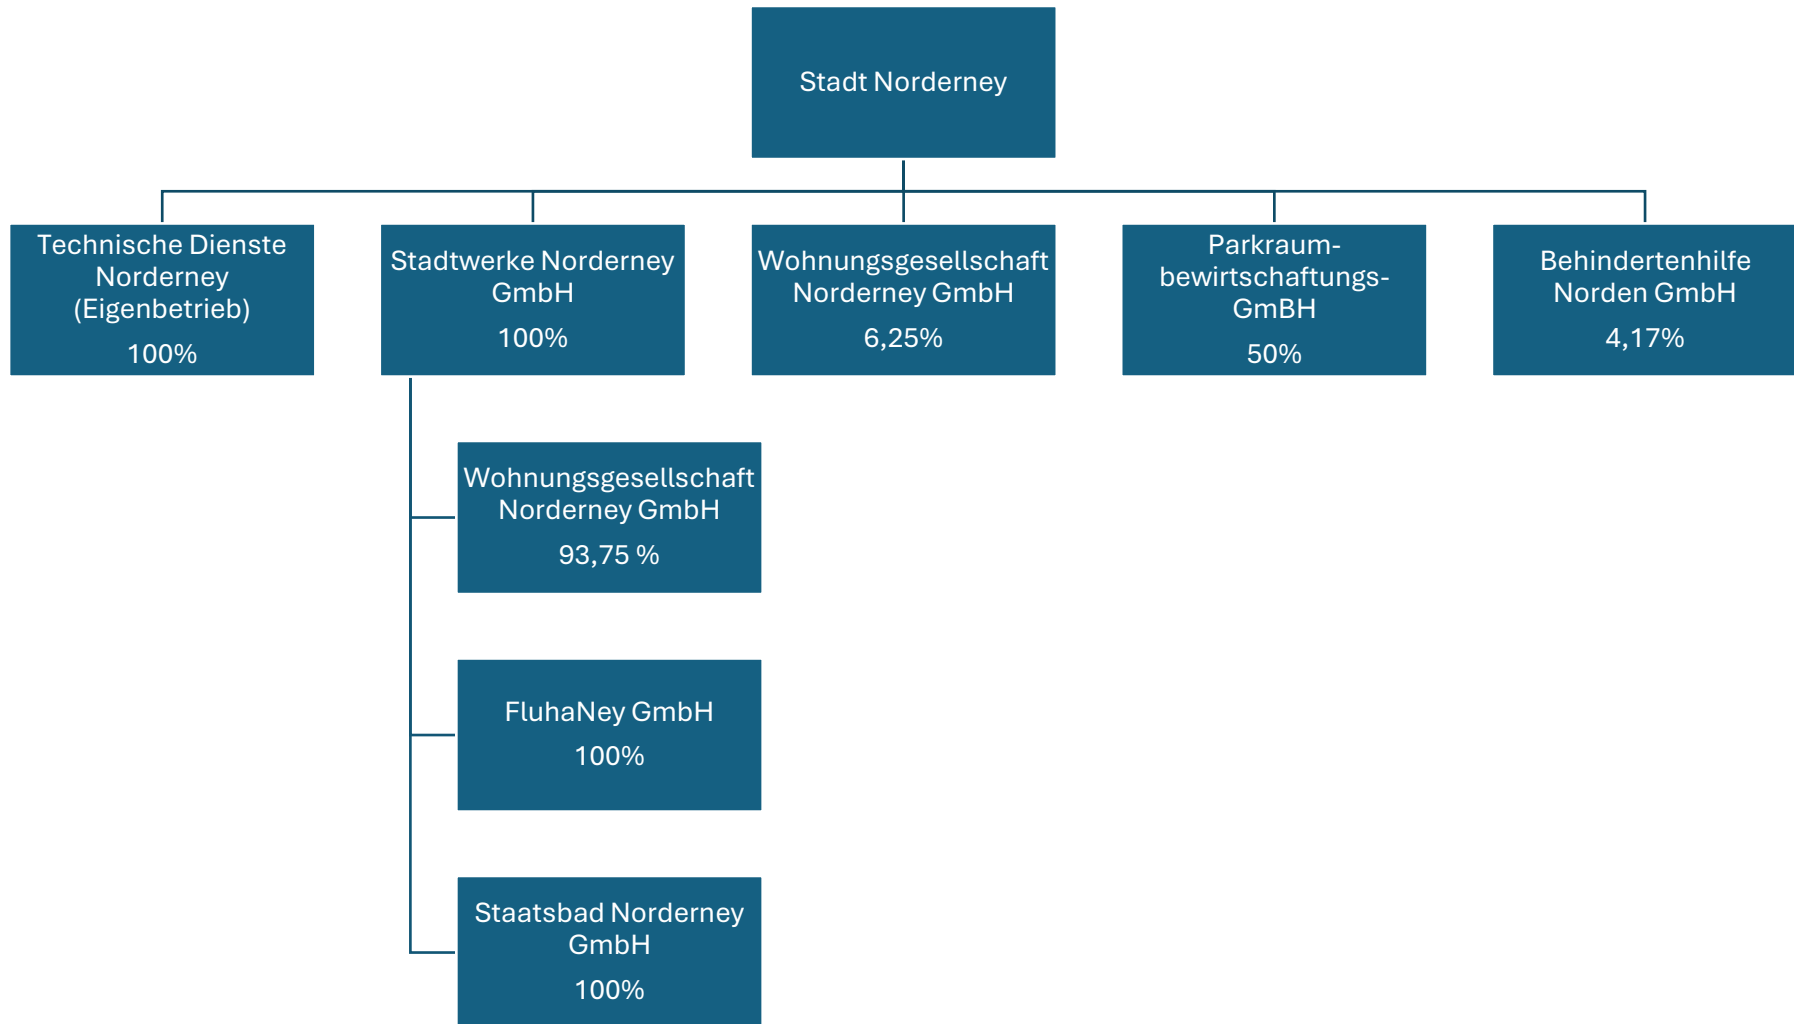 Stadt Norderney
Technische Dienste
Norderney
(Eigenbetrieb)
100%
Stadtwerke Norderney
GmbH
100%
Wohnungsgesellschaft
Norderney GmbH
6,25%
Parkraum-
bewirtschaftungs-
GmBH
50%
Behindertenhilfe
Norden GmbH
4,17%
Wohnungsgesellschaft
Norderney GmbH
93,75 %
FluhaNey GmbH
100%
Staatsbad Norderney
GmbH
100%